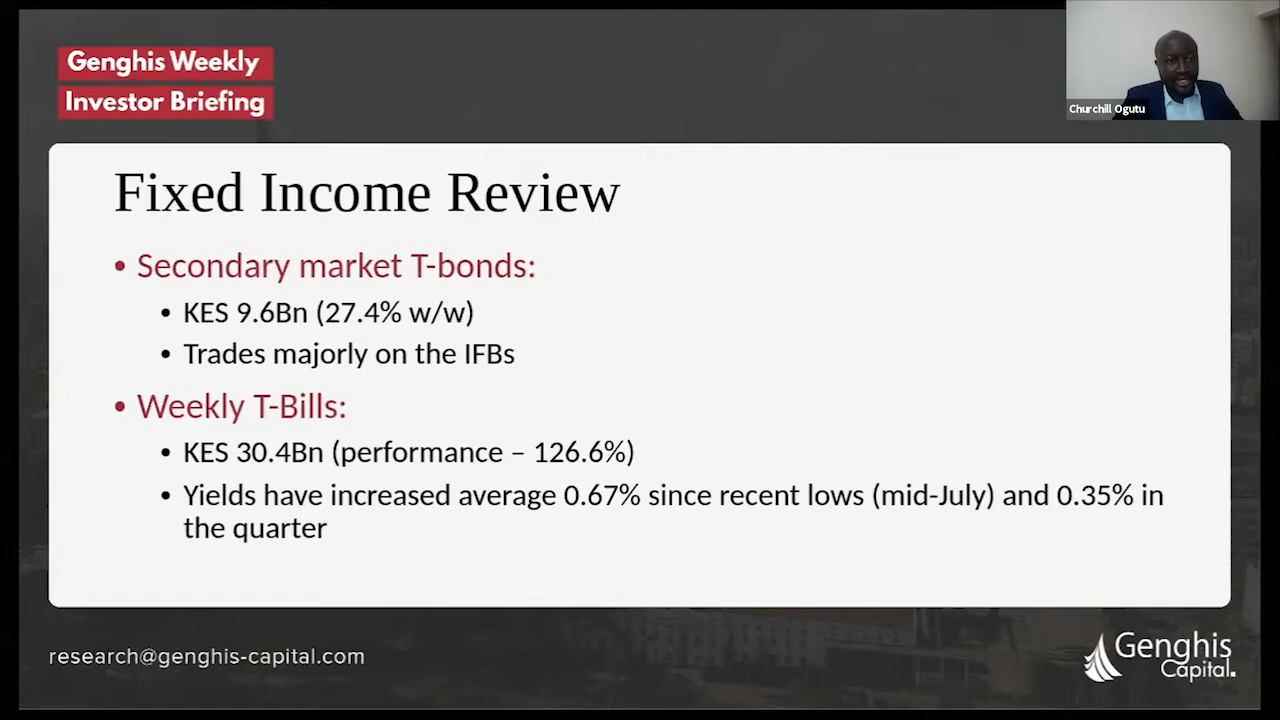 Genghis Weekly
Investor Briefing
Churchill Ogutu
Fixed Income Review
• Secondary market T-bonds:
• KES 9.6Bn (27.4% w/w)
• Trades majorly on the IFBs
• Weekly T-Bills:
• KES 30.4Bn (performance – 126.6%)
• Yields have increased average 0.67% since recent lows (mid-July) and 0.35% in
the quarter
research@genghis-capital.com
Genghis
Capital.